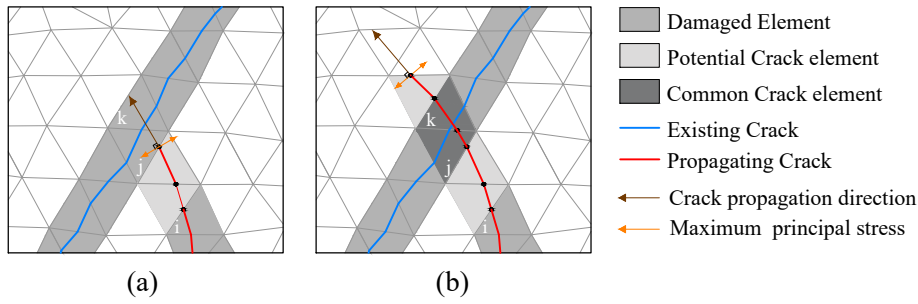 k
j
i
(a)
k
j
i
(b)
Damaged Element
Potential Crack element
Common Crack element
Existing Crack
Propagating Crack
Crack propagation direction
Maximum principal stress